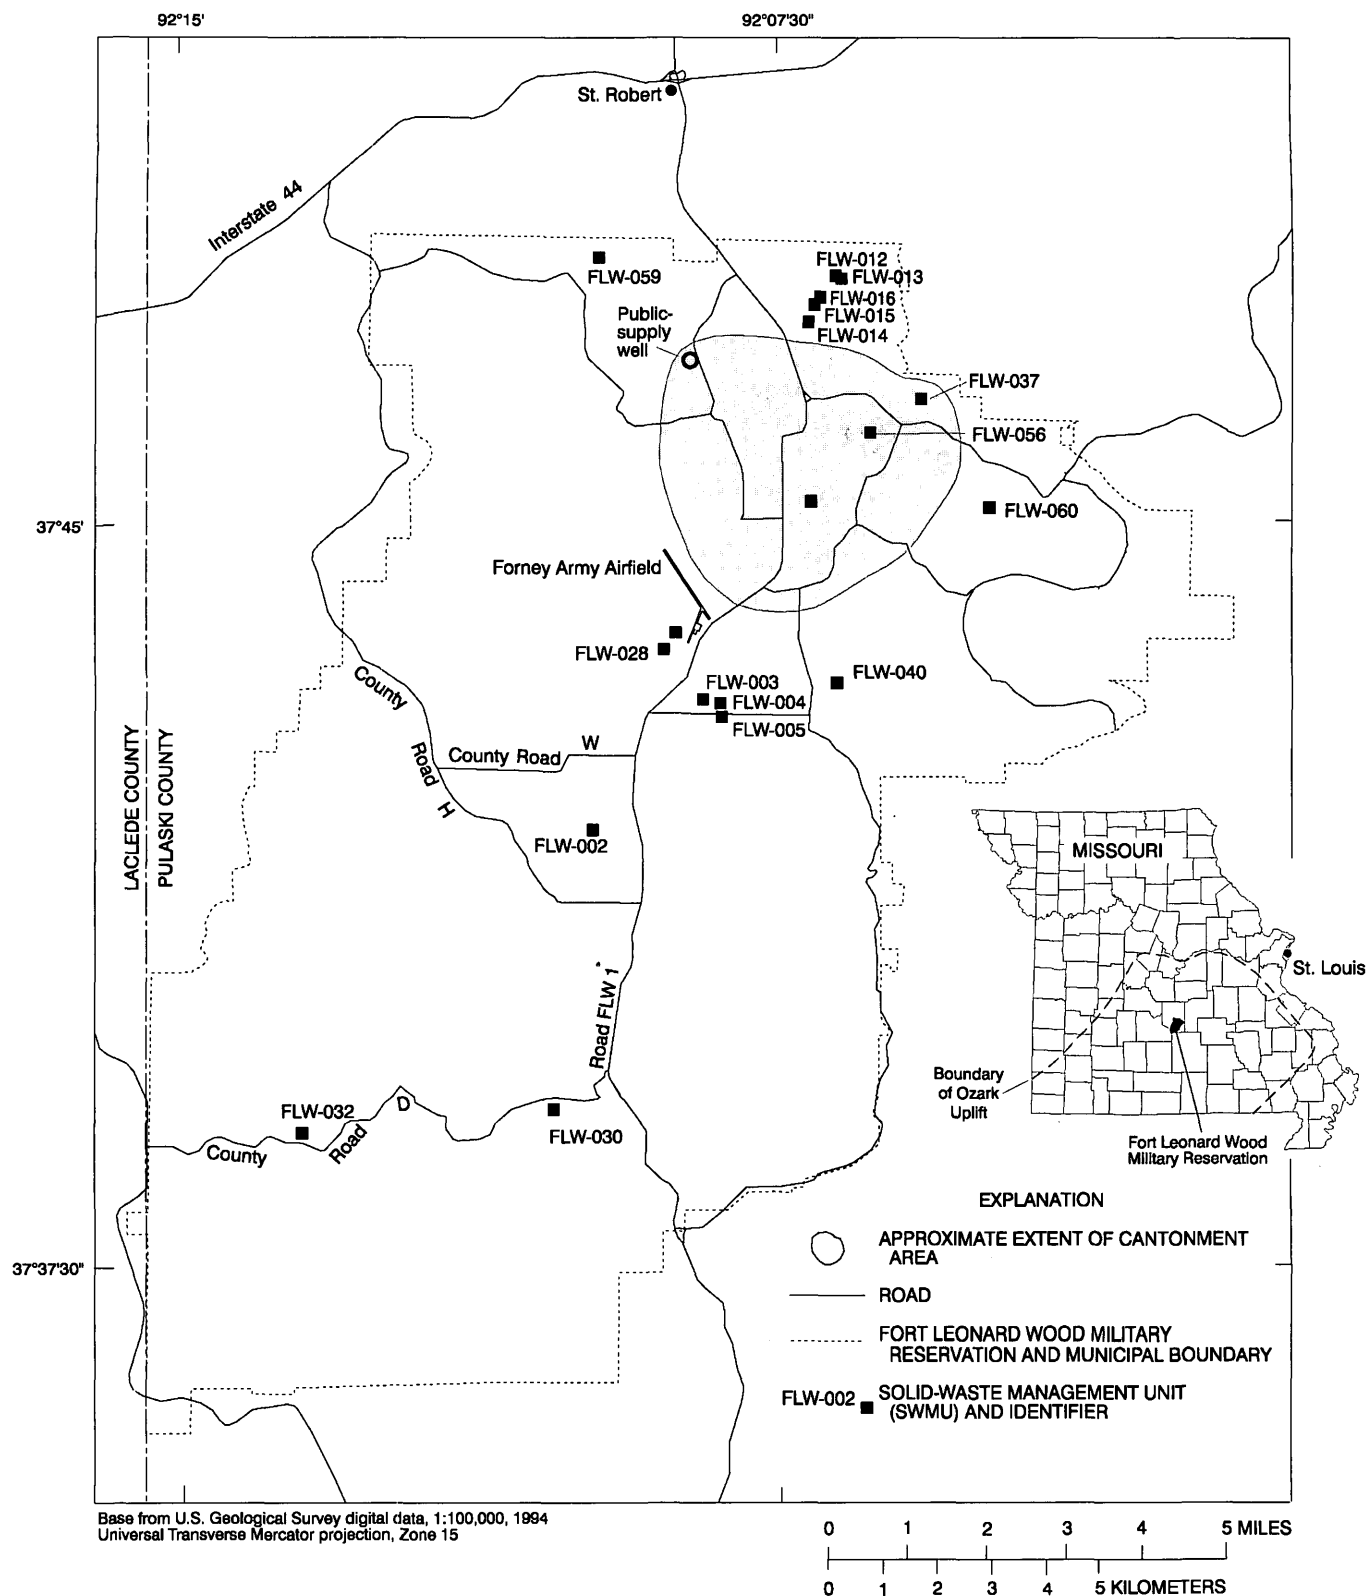 92°15'
92°07'30"
St. Robert
Interstate 44
FLW-012
FLW-013
FLW-059
FLW-016
Public-
supply
well
FLW-015
FLW-014
FLW-037
FLW-056
37°45'
FLW-060
Forney Army Airfield
FLW-028
FLW-003
FLW-040
FLW-004
FLW-005
County
Road H
County Road W
LACLEDE COUNTY
PULASKI COUNTY
FLW-002
MISSOURI
St. Louis
Road FLW 1
Boundary
of Ozark
Uplift
Fort Leonard Wood
Military Reservation
FLW-032
County Road D
FLW-030
EXPLANATION
APPROXIMATE EXTENT OF CANTONMENT
AREA
37°37'30"
ROAD
FORT LEONARD WOOD MILITARY
RESERVATION AND MUNICIPAL BOUNDARY
FLW-002
SOLID-WASTE MANAGEMENT UNIT
(SWMU) AND IDENTIFIER
Base from U.S. Geological Survey digital data, 1:100,000, 1994
Universal Transverse Mercator projection, Zone 15
0 1 2 3 4 5 MILES
0 1 2 3 4 5 KILOMETERS